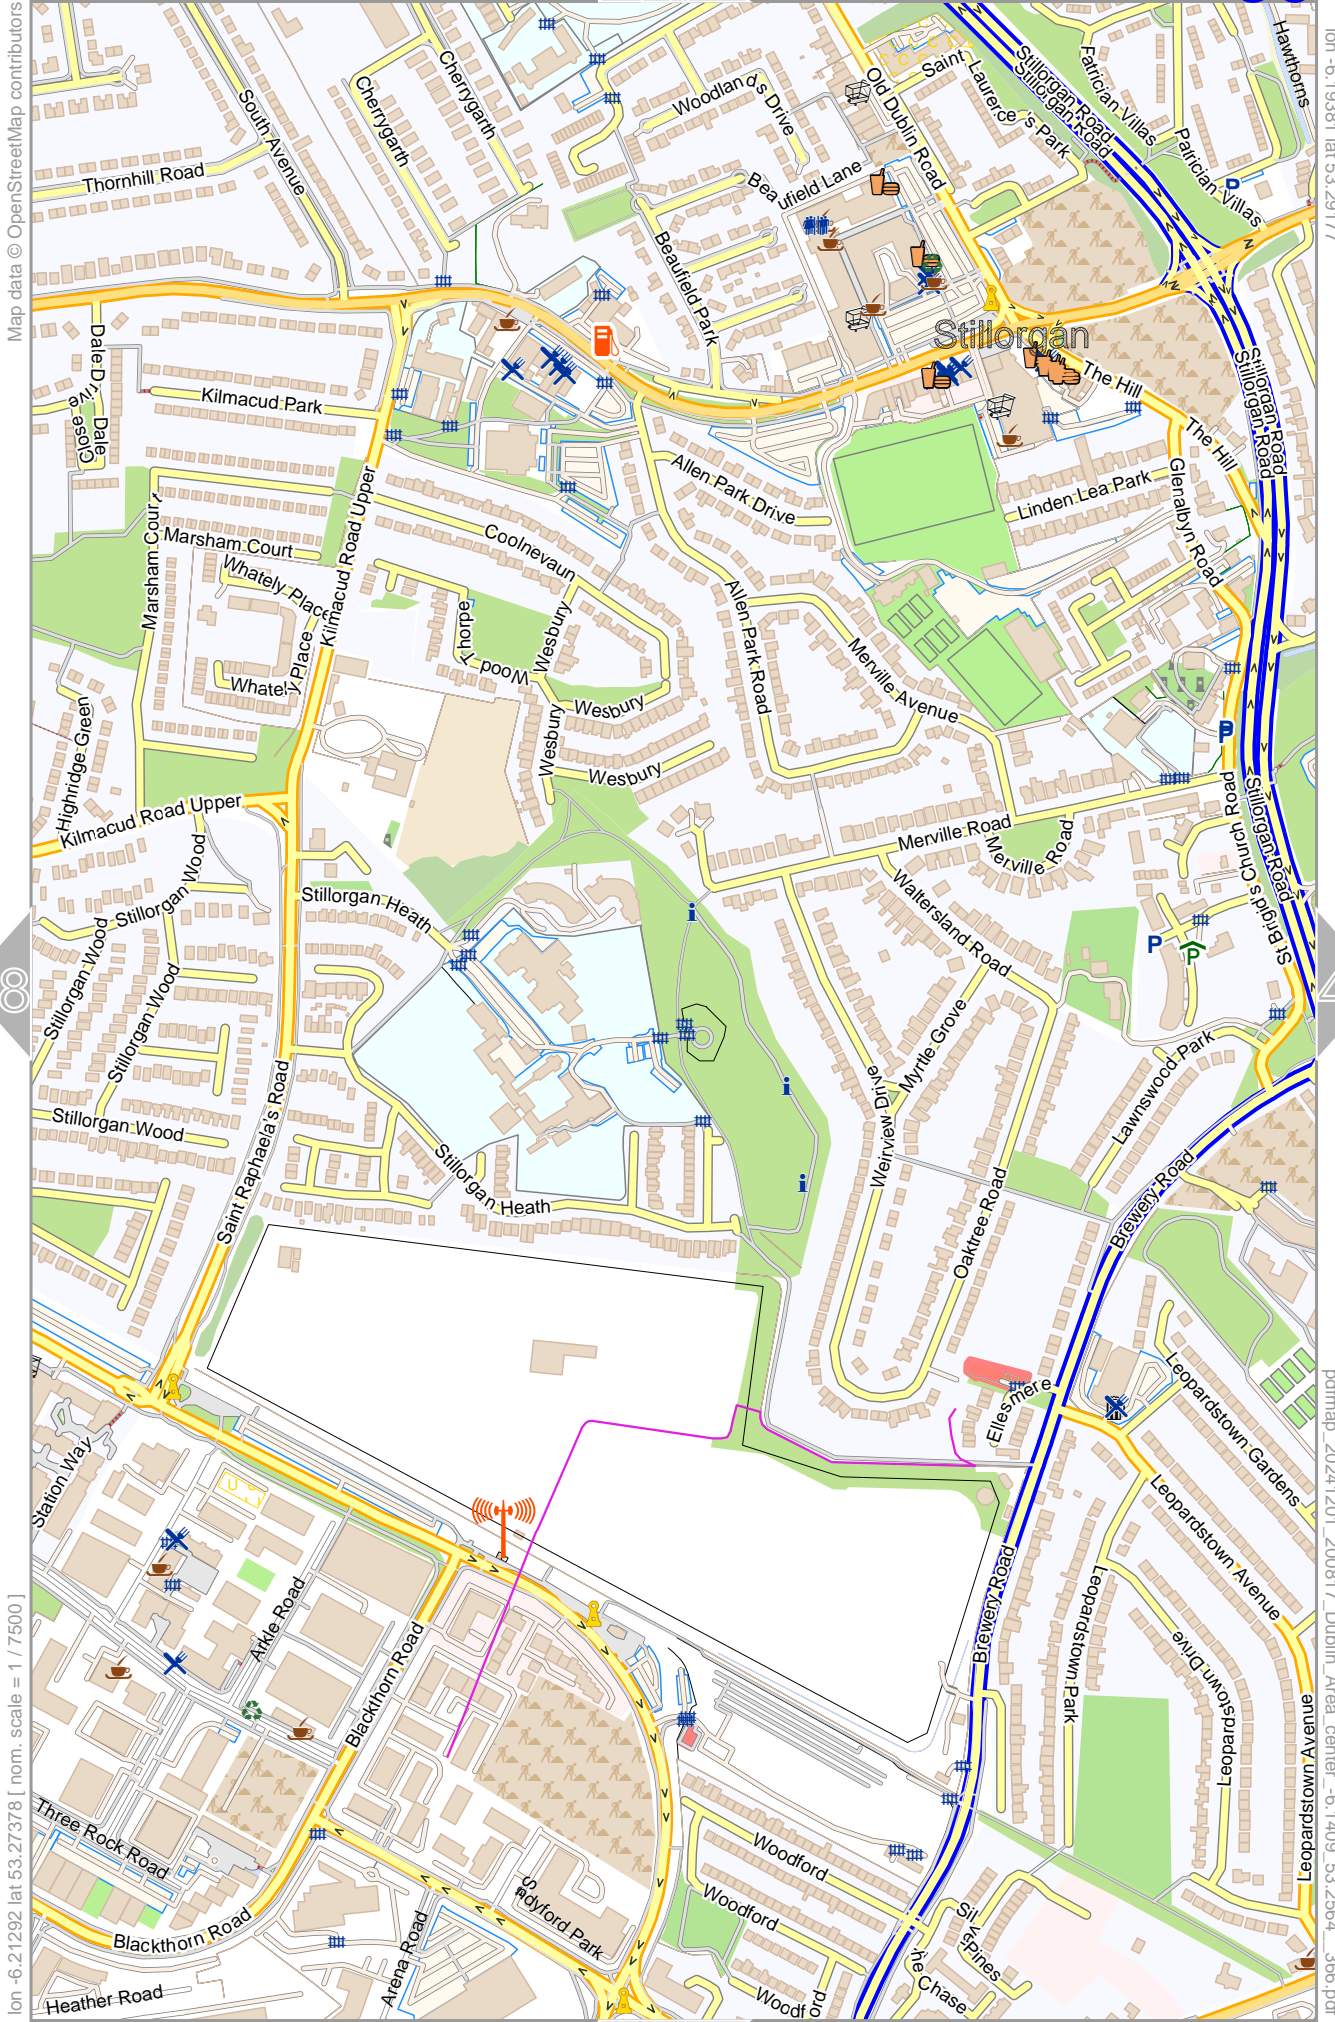 Map data © OpenStreetMap contributors
lon -6.21292 lat 53.27378 [ nom. scale = 1 / 7500 ]
8
South Avenue
Thornhill Road
Cherrygarth
Cherrygarth
Woodland's Drive
Beaufield Lane
Old Dublin Road
Saint Laurence's Park
Stillorgan Road
Stillorgan Road
Patrician Villas
Patrician Villas
Hawthorns
P
Beaufield Park
Stillorgan
The Hill
The Hill
Stillorgan Road
Stillorgan Road
Dale Drive
Dale Close
Kilmacud Park
Kilmacud Road Upper
Allen Park Drive
Linden Lea Park
Glenalbyn Road
Marsham Court
Marsham Court
Coolnevaun
Whately Place
Whately Place
Thorpe Wood
Wesbury
Wesbury
Wesbury
Wesbury
Allen Park Road
Merville Avenue
Highridge Green
Kilmacud Road Upper
P
Merville Road
Merville Road
St Brigid's Church Road
Stillorgan Road
Stillorgan Wood
Stillorgan Wood
Stillorgan Wood
Stillorgan Wood
Stillorgan Heath
Waltersland Road
P
P
Myrtle Grove
Weirview Drive
Lawnswood Park
Saint Raphaela's Road
Stillorgan Heath
Oaktree Road
Brewery Road
Ellesmere
Leopardstown Gardens
Station Way
Leopardstown Avenue
Brewery Road
Leopardstown Park
Leopardstown Drive
Leopardstown Avenue
Leopardstown
Arkle Road
Blackthorn Road
Three Rock Road
Blackthorn Road
Heather Road
Arena Road
Sandyford Park
Woodford
Woodford
Woodford
Silver Pines
The Chase